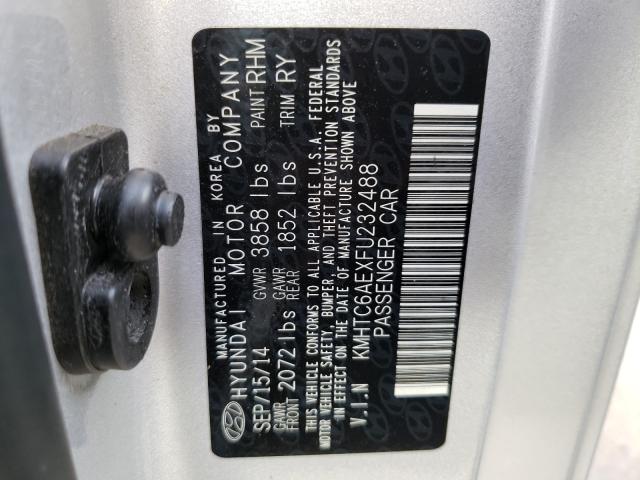 MANUFACTURED IN KOREA BY
HYUNDAI MOTOR COMPANY
SEP/15/14 GVWR 3858 lbs PAINT RHM
GAWR FRONT 2072 lbs GAWR REAR 1852 lbs TRIM RY
THIS VEHICLE CONFORMS TO ALL APPLICABLE U.S.A. FEDERAL
MOTOR VEHICLE SAFETY, BUMPER, AND THEFT PREVENTION STANDARDS
IN EFFECT ON THE DATE OF MANUFACTURE SHOWN ABOVE
V.I.N KMHTC6AEXFU232488
PASSENGER CAR